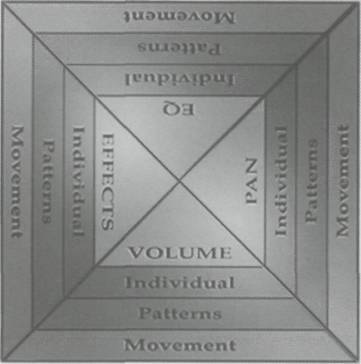 Movement
Patterns
Individual
EQ
Movement
Patterns
Individual
EFFECTS
PAN
Individual
Patterns
Movement
VOLUME
Individual
Patterns
Movement